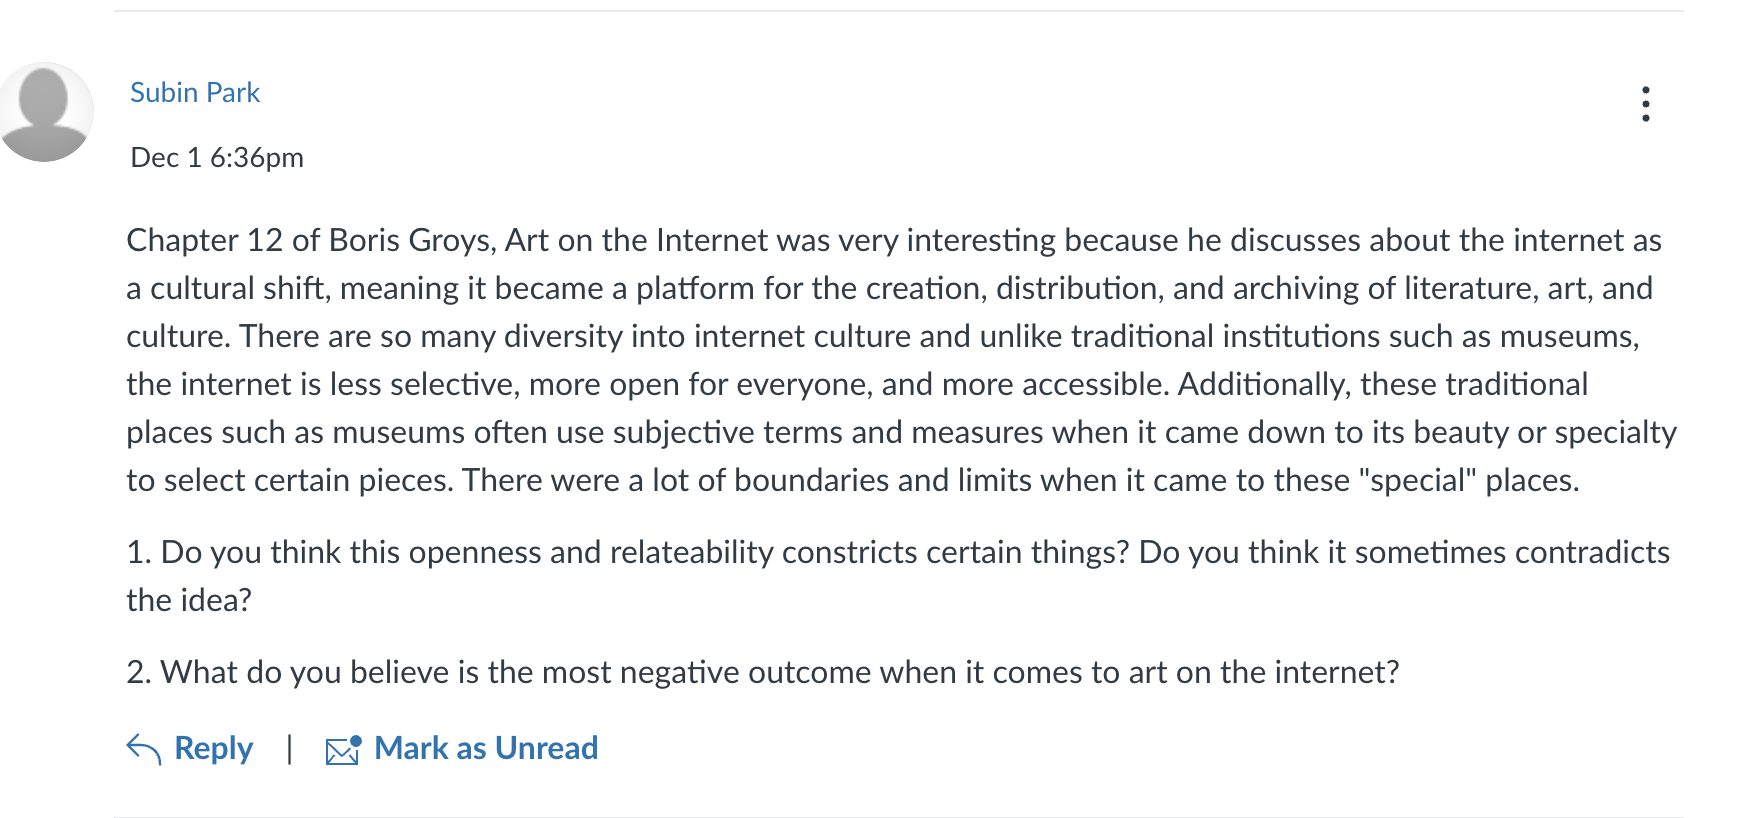 Subin Park
Dec 1 6:36pm
Chapter 12 of Boris Groys, Art on the Internet was very interesting because he discusses about the internet as
a cultural shift, meaning it became a platform for the creation, distribution, and archiving of literature, art, and
culture. There are so many diversity into internet culture and unlike traditional institutions such as museums,
the internet is less selective, more open for everyone, and more accessible. Additionally, these traditional
places such as museums often use subjective terms and measures when it came down to its beauty or specialty
to select certain pieces. There were a lot of boundaries and limits when it came to these "special" places.
1. Do you think this openness and relateability constricts certain things? Do you think it sometimes contradicts
the idea?
2. What do you believe is the most negative outcome when it comes to art on the internet?
Reply | Mark as Unread